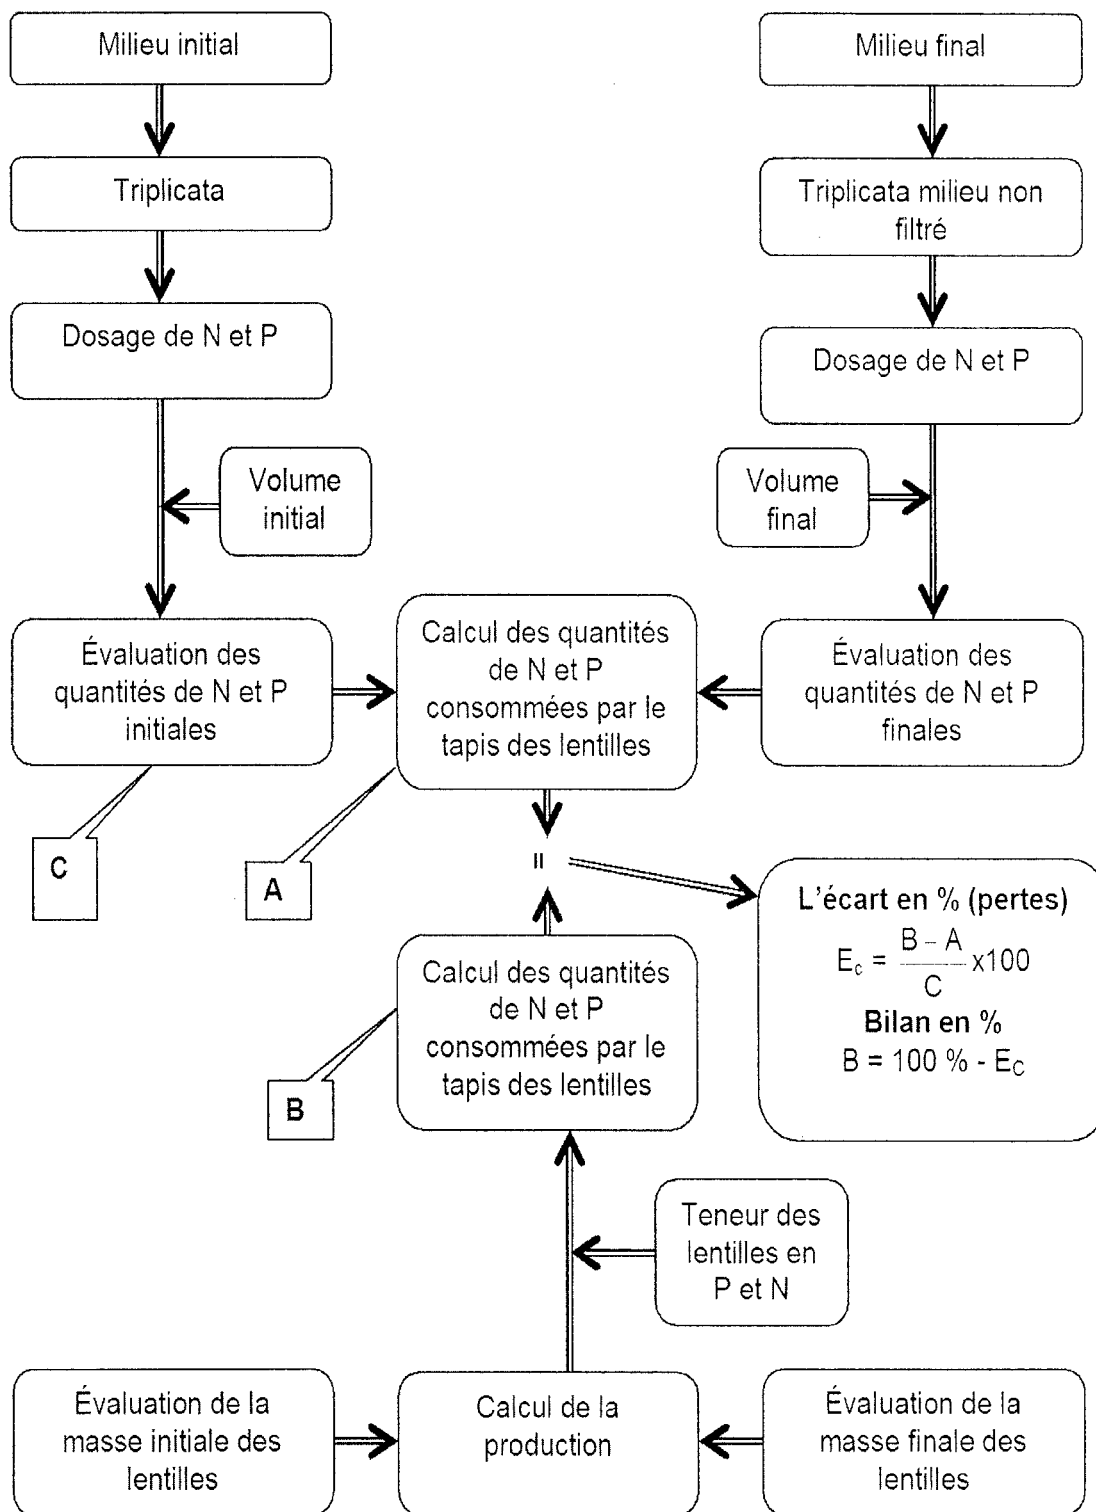 Milieu initial
Milieu final
Triplicata
Triplicata milieu non
filtré
Dosage de N et P
Dosage de N et P
Volume
initial
Volume
final
Évaluation des
quantités de N et P
initiales
Calcul des quantités
de N et P
consommées par le
tapis des lentilles
Évaluation des
quantités de N et P
finales
C
A
=
L'écart en % (pertes)
E_c = (B – A)/C x100
Bilan en %
B = 100 % - E_C
Calcul des quantités
de N et P
consommées par le
tapis des lentilles
B
Teneur des
lentilles en
P et N
Évaluation de la
masse initiale des
lentilles
Calcul de la
production
Évaluation de la
masse finale des
lentilles